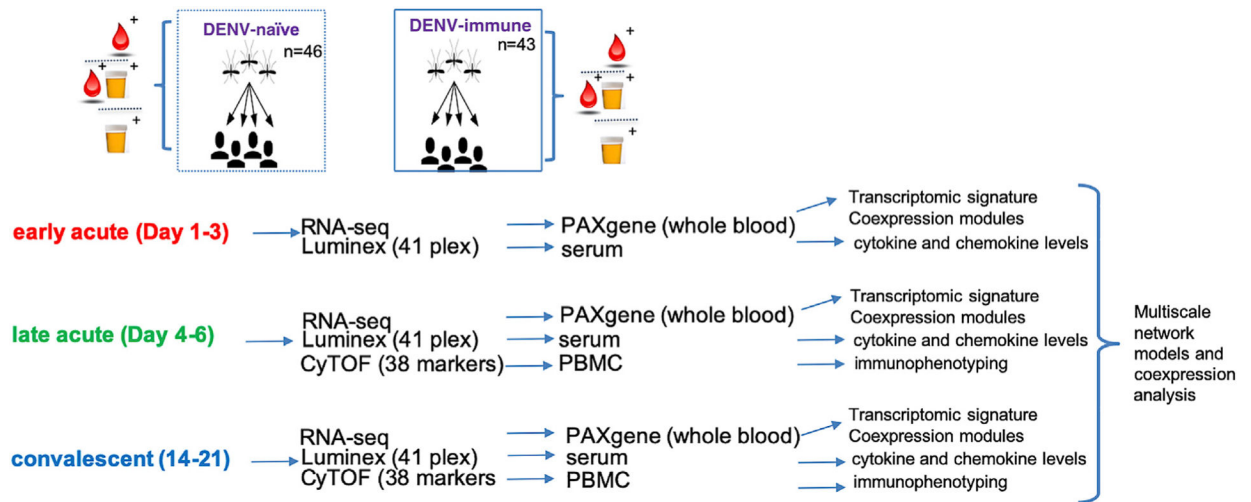 DENV-naïve
n=46
+
+ +
+
DENV-immune
n=43
+
+ +
+
early acute (Day 1-3)
RNA-seq
Luminex (41 plex)
PAXgene (whole blood)
serum
Transcriptomic signature
Coexpression modules
cytokine and chemokine levels
late acute (Day 4-6)
RNA-seq
Luminex (41 plex)
CyTOF (38 markers)
PAXgene (whole blood)
serum
PBMC
Transcriptomic signature
Coexpression modules
cytokine and chemokine levels
immunophenotyping
convalescent (14-21)
RNA-seq
Luminex (41 plex)
CyTOF (38 markers
PAXgene (whole blood)
serum
PBMC
Transcriptomic signature
Coexpression modules
cytokine and chemokine levels
immunophenotyping
Multiscale
network
models and
coexpression
analysis